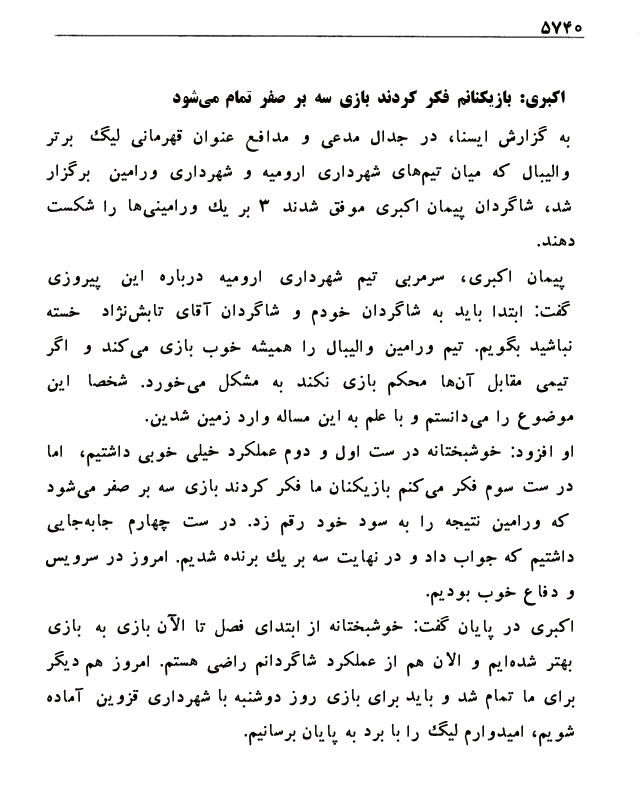 ۵۷۴۰
اکبری: بازیکنانم فکر کردند بازی سه بر صفر تمام می‌شود
به گزارش ایسنا، در جدال مدعی و مدافع عنوان قهرمانی لیگ برتر
والیبال که میان تیم‌های شهرداری ارومیه و شهرداری ورامین برگزار
شد، شاگردان پیمان اکبری موفق شدند ۳ بر یك ورامینی‌ها را شکست
دهند.
پیمان اکبری، سرمربی تیم شهرداری ارومیه درباره این پیروزی
گفت: ابتدا باید به شاگردان خودم و شاگردان آقای تابش‌نژاد خسته
نباشید بگویم. تیم ورامین والیبال را همیشه خوب بازی می‌کند و اگر
تیمی مقابل آن‌ها محکم بازی نکند به مشکل می‌خورد. شخصا این
موضوع را می‌دانستم و با علم به این مساله وارد زمین شدین.
او افزود: خوشبختانه در ست اول و دوم عملکرد خیلی خوبی داشتیم، اما
در ست سوم فکر می‌کنم بازیکنان ما فکر کردند بازی سه بر صفر می‌شود
که ورامین نتیجه را به سود خود رقم زد. در ست چهارم جابه‌جایی
داشتیم که جواب داد و در نهایت سه بر یك برنده شدیم. امروز در سرویس
و دفاع خوب بودیم.
اکبری در پایان گفت: خوشبختانه از ابتدای فصل تا الآن بازی به بازی
بهتر شده‌ایم و الان هم از عملکرد شاگردانم راضی هستم. امروز هم دیگر
برای ما تمام شد و باید برای بازی روز دوشنبه با شهرداری قزوین آماده
شویم، امیدوارم لیگ را با برد به پایان برسانیم.